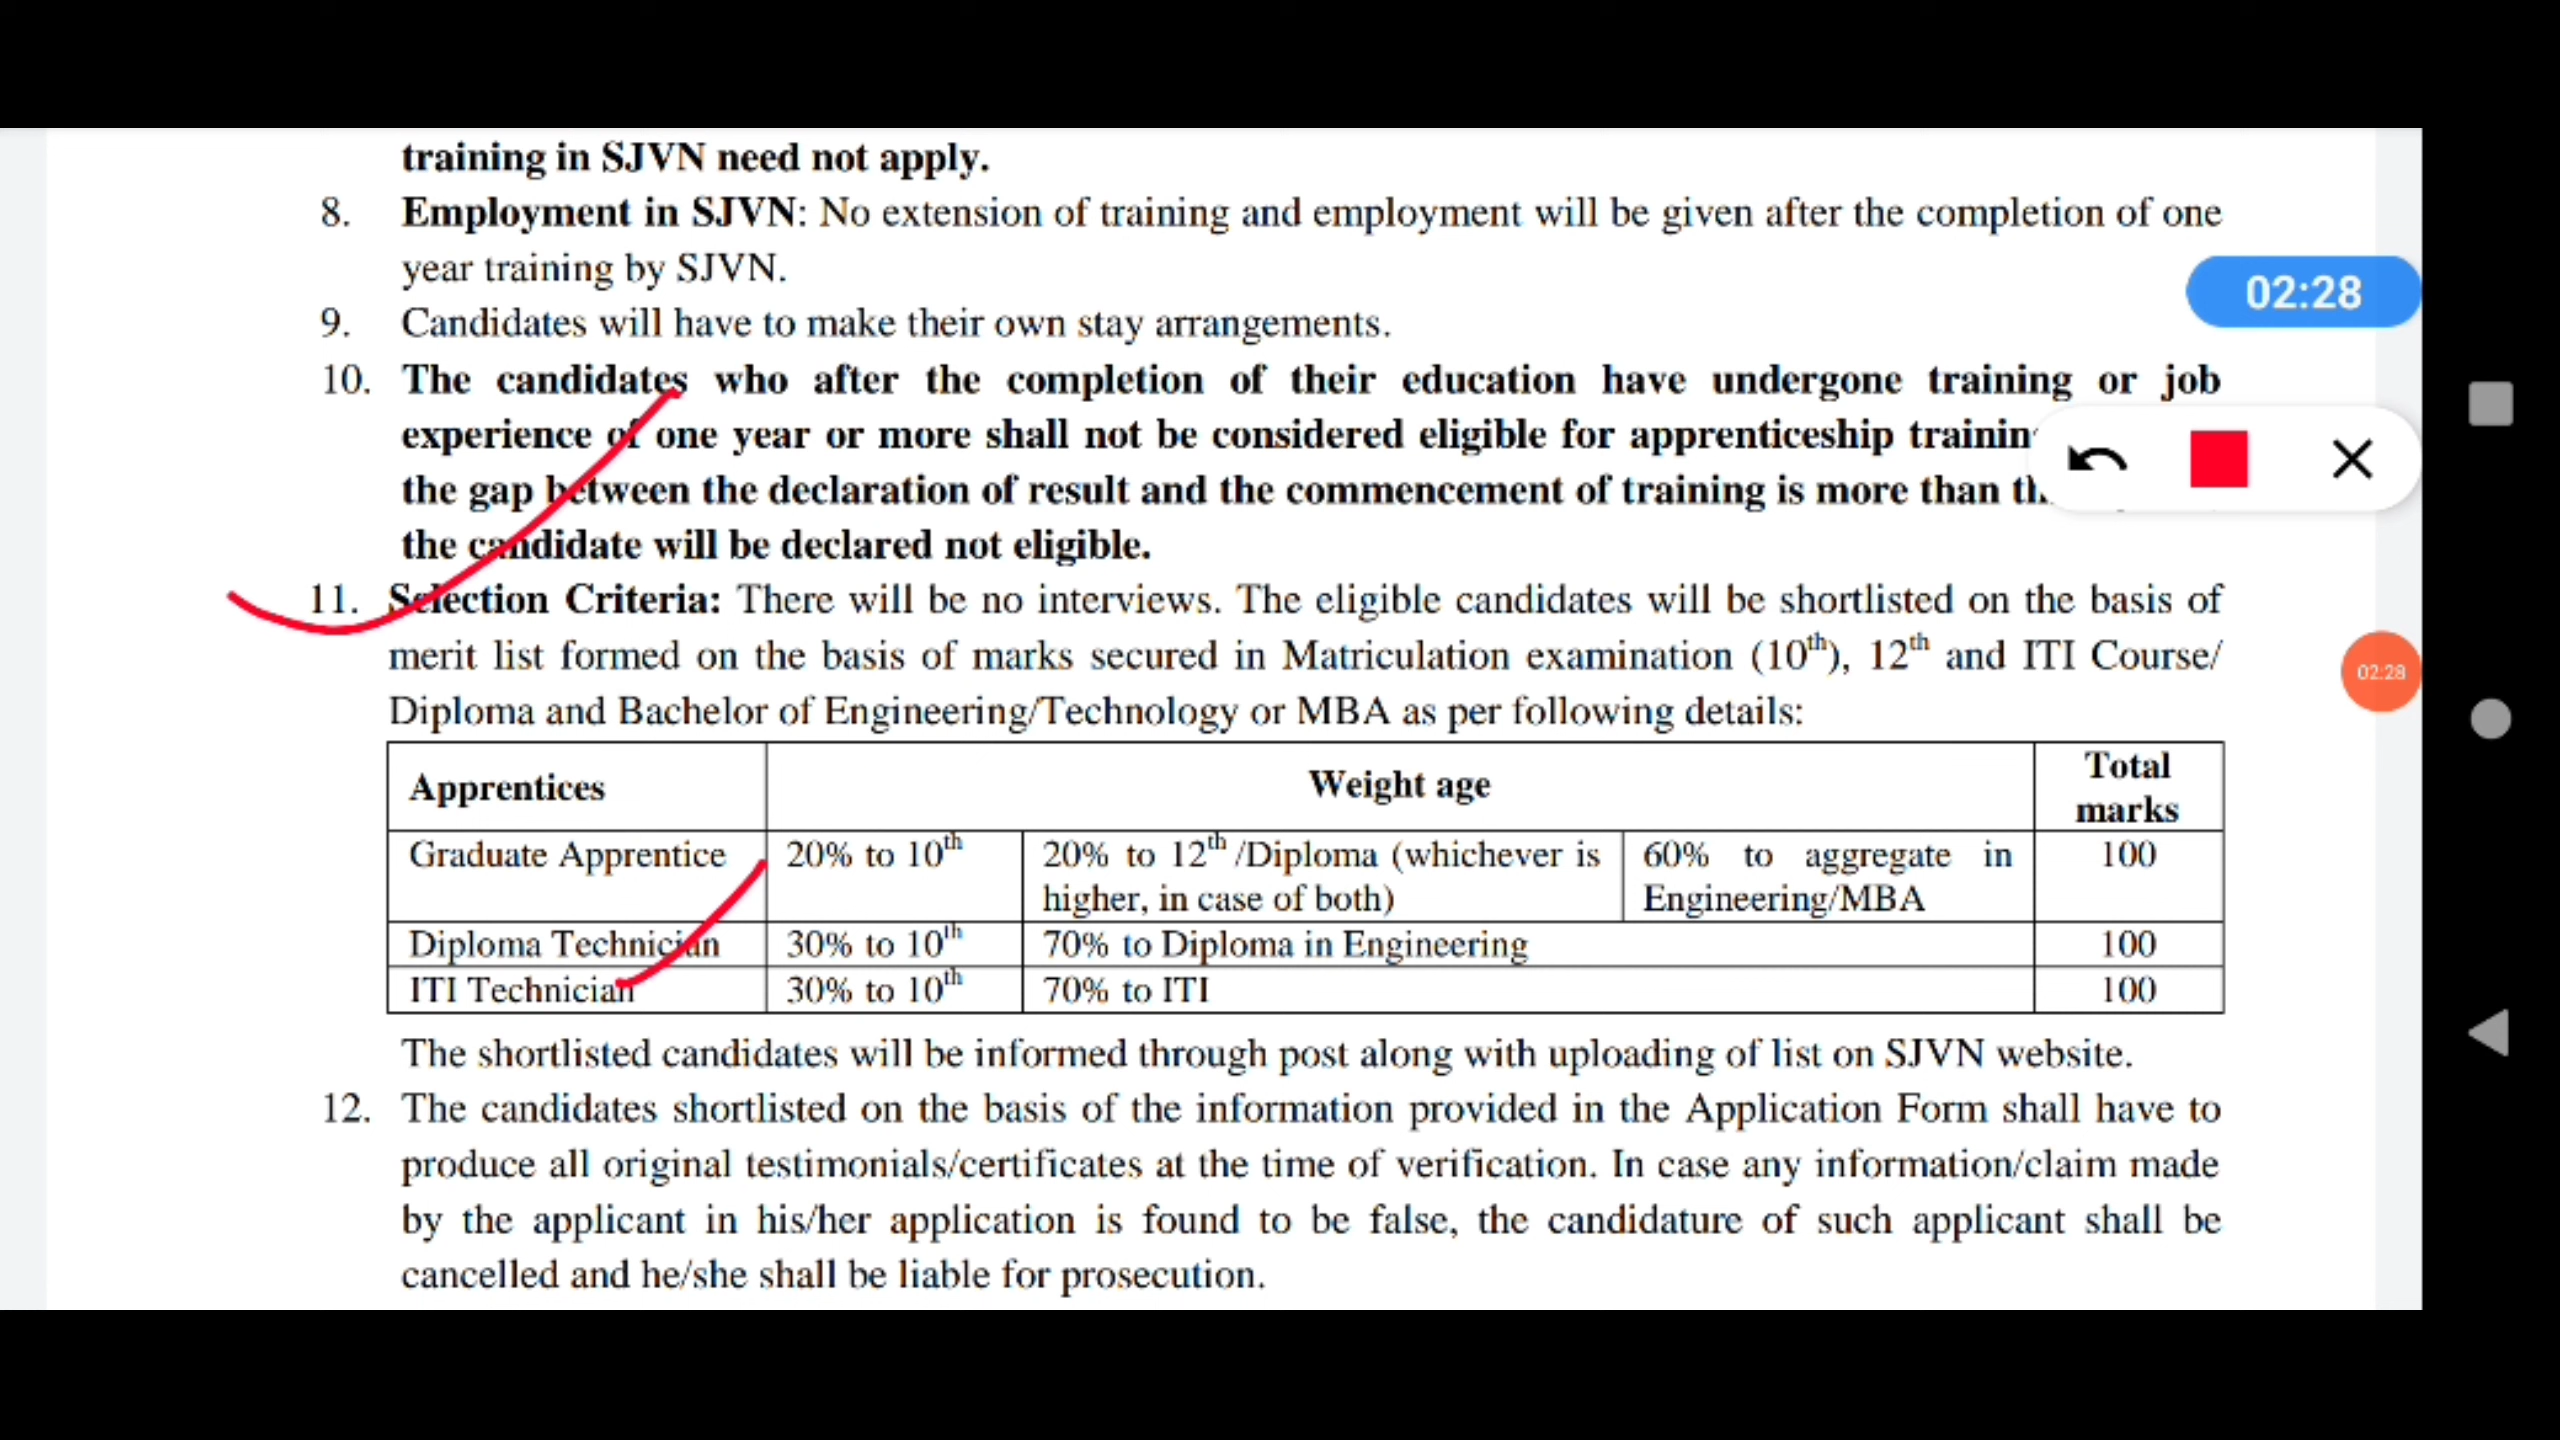 training in SJVN need not apply.
8. Employment in SJVN: No extension of training and employment will be given after the completion of one
year training by SJVN.
02:28
9. Candidates will have to make their own stay arrangements.
10. The candidates who after the completion of their education have undergone training or job
experience of one year or more shall not be considered eligible for apprenticeship
the gap between the declaration of result and the commencement of training is more than
the candidate will be declared not eligible.
11. Selection Criteria: There will be no interviews. The eligible candidates will be shortlisted on the basis of
merit list formed on the basis of marks secured in Matriculation examination (10th), 12th and ITI Course/
02:28
Diploma and Bachelor of Engineering/Technology or MBA as per following details:
Apprentices Weight age Total
marks
Graduate Apprentice 20% to 10th 20% to 12th /Diploma (whichever is 60% to aggregate in 100
higher, in case of both) Engineering/MBA
Diploma Technician 30% to 10th 70% to Diploma in Engineering 100
ITI Technician 30% to 10th 70% to ITI 100
The shortlisted candidates will be informed through post along with uploading of list on SJVN website.
12. The candidates shortlisted on the basis of the information provided in the Application Form shall have to
produce all original testimonials/certificates at the time of verification. In case any information/claim made
by the applicant in his/her application is found to be false, the candidature of such applicant shall be
cancelled and he/she shall be liable for prosecution.